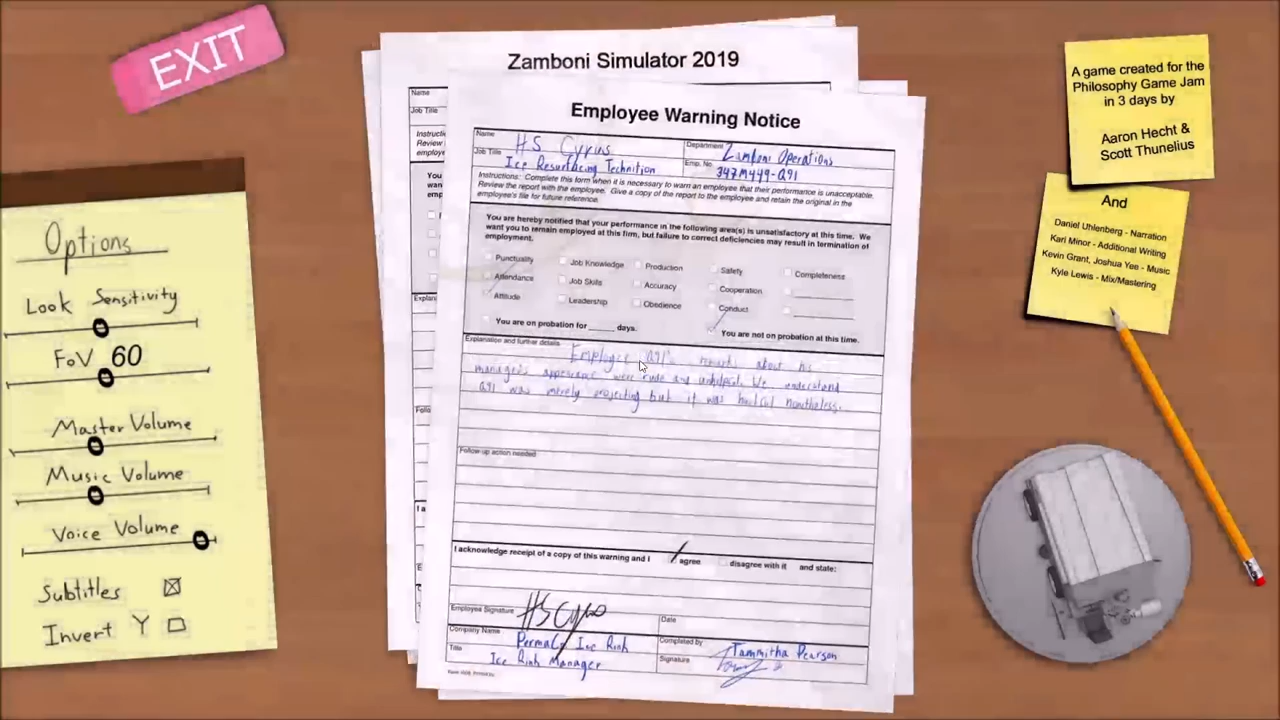 EXIT
Options
Look Sensitivity
FoV 60
Master Volume
Music Volume
Voice Volume
Subtitles
Invert Y
Zamboni Simulator 2019
Name
Job Title
Employee Warning Notice
Name
H.S Cyrus
Department
Zamboni Operations
Job Title
Ice Resurfacing Technition
Emp. No.
347M449-Q91
Instructions: Complete this form when it is necessary to warn an employee that their performance is unacceptable.
Review the report with the employee. Give a copy of the report to the employee and retain the original in the
employee's file for future reference.
You are hereby notified that your performance in the following area(s) is unsatisfactory at this time. We
want you to remain employed at this firm, but failure to correct deficiencies may result in termination of
employment.
Punctuality
Job Knowledge
Production
Safety
Completeness
Attendance
Job Skills
Accuracy
Cooperation
Attitude
Leadership
Obedience
Conduct
You are on probation for ______ days.
You are not on probation at this time.
Explanation and further details
Employee Q91's remarks about his
manager's appearance were rude and unhelpful. We understand
Q91 was merely projecting but it was hurtful nonetheless.
Follow-up action needed
I acknowledge receipt of a copy of this warning and I
agree
disagree with it
and state:
Employee Signature
HS Cyrus
Date
Company Name
PermaCo Ice Rink
Completed by
Tammitha Pearson
Title
Ice Rink Manager
Signature
A game created for the
Philosophy Game Jam
in 3 days by
Aaron Hecht &
Scott Thunelius
And
Daniel Uhlenberg - Narration
Kari Minor - Additional Writing
Kevin Grant, Joshua Yee - Music
Kyle Lewis - Mix/Mastering